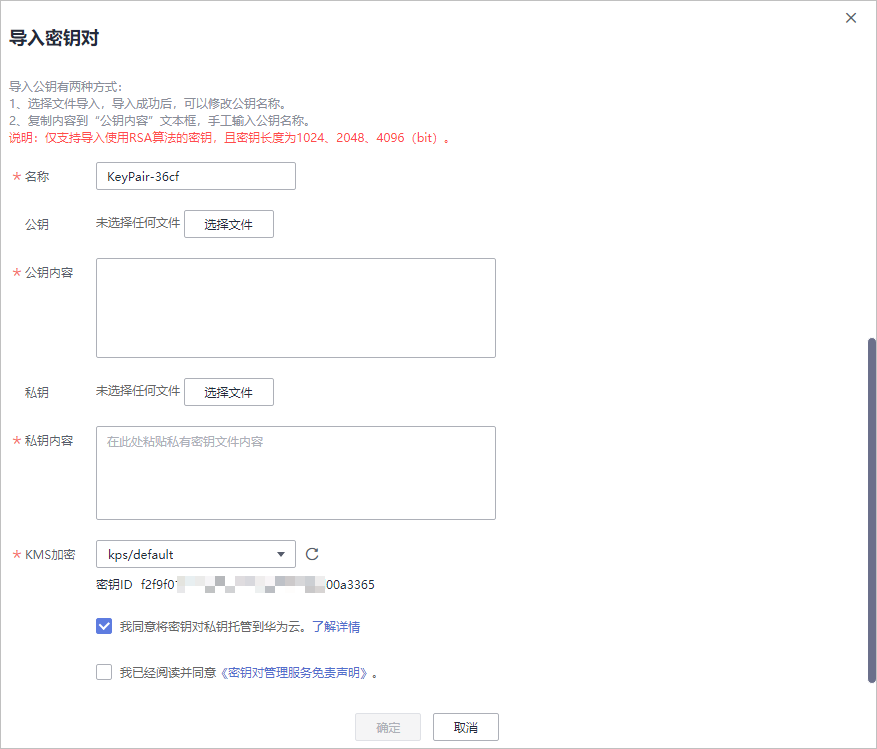 导入密钥对
导入公钥有两种方式：
1、选择文件导入，导入成功后，可以修改公钥名称。
2、复制内容到“公钥内容”文本框，手工输入公钥名称。
说明：仅支持导入使用RSA算法的密钥，且密钥长度为1024、2048、4096（bit）。
* 名称 KeyPair-36cf
公钥 未选择任何文件 选择文件
* 公钥内容
私钥 未选择任何文件 选择文件
* 私钥内容 在此处粘贴私有密钥文件内容
* KMS加密 kps/default
密钥ID f2f9f0 00a3365
我同意将密钥对私钥托管到华为云。了解详情
我已经阅读并同意《密钥对管理服务免责声明》。
确定 取消